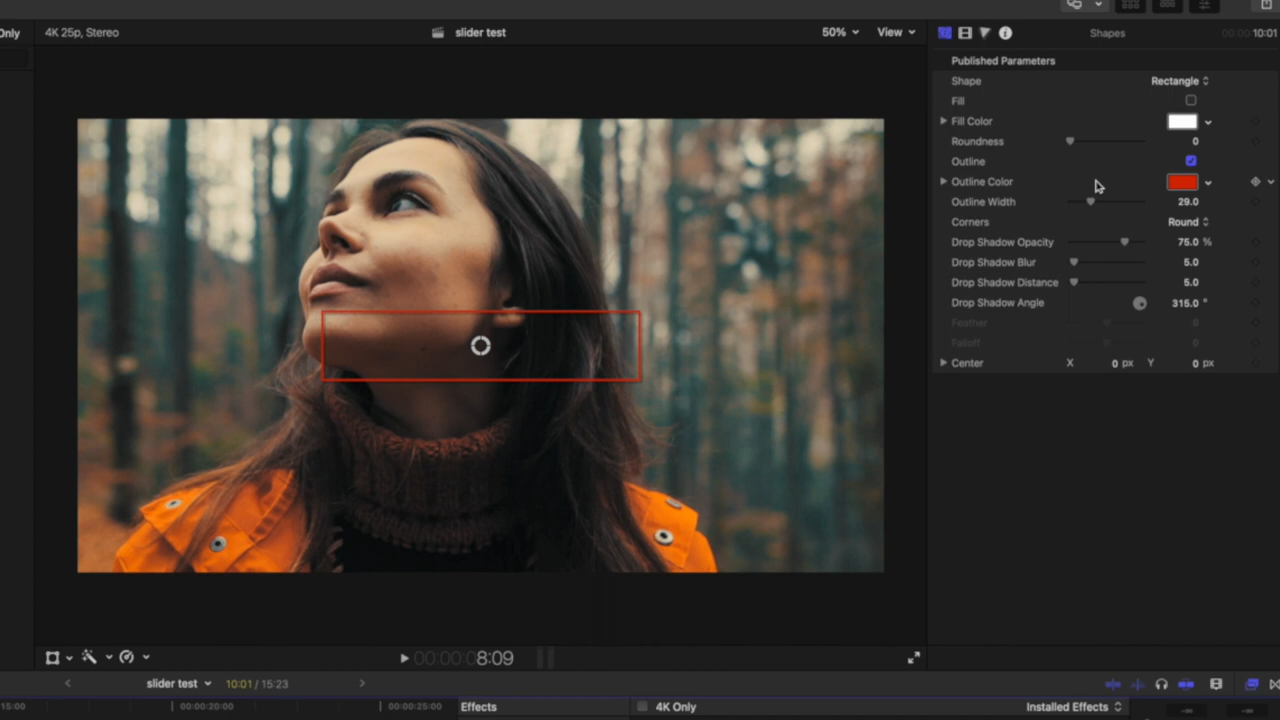 Only
4K 25p, Stereo
slider test
50%
View
Shapes
00:00:10:01
Published Parameters
Shape Rectangle
Fill
Fill Color
Roundness 0
Outline
Outline Color
Outline Width 29.0
Corners Round
Drop Shadow Opacity 75.0 %
Drop Shadow Blur 5.0
Drop Shadow Distance 5.0
Drop Shadow Angle 315.0 °
Feather 0
Falloff 0
Center X 0 px Y 0 px
00:00:08:09
slider test 10:01 / 15:23
15:00 00:00:20:00 00:00:25:00
Effects
4K Only
Installed Effects